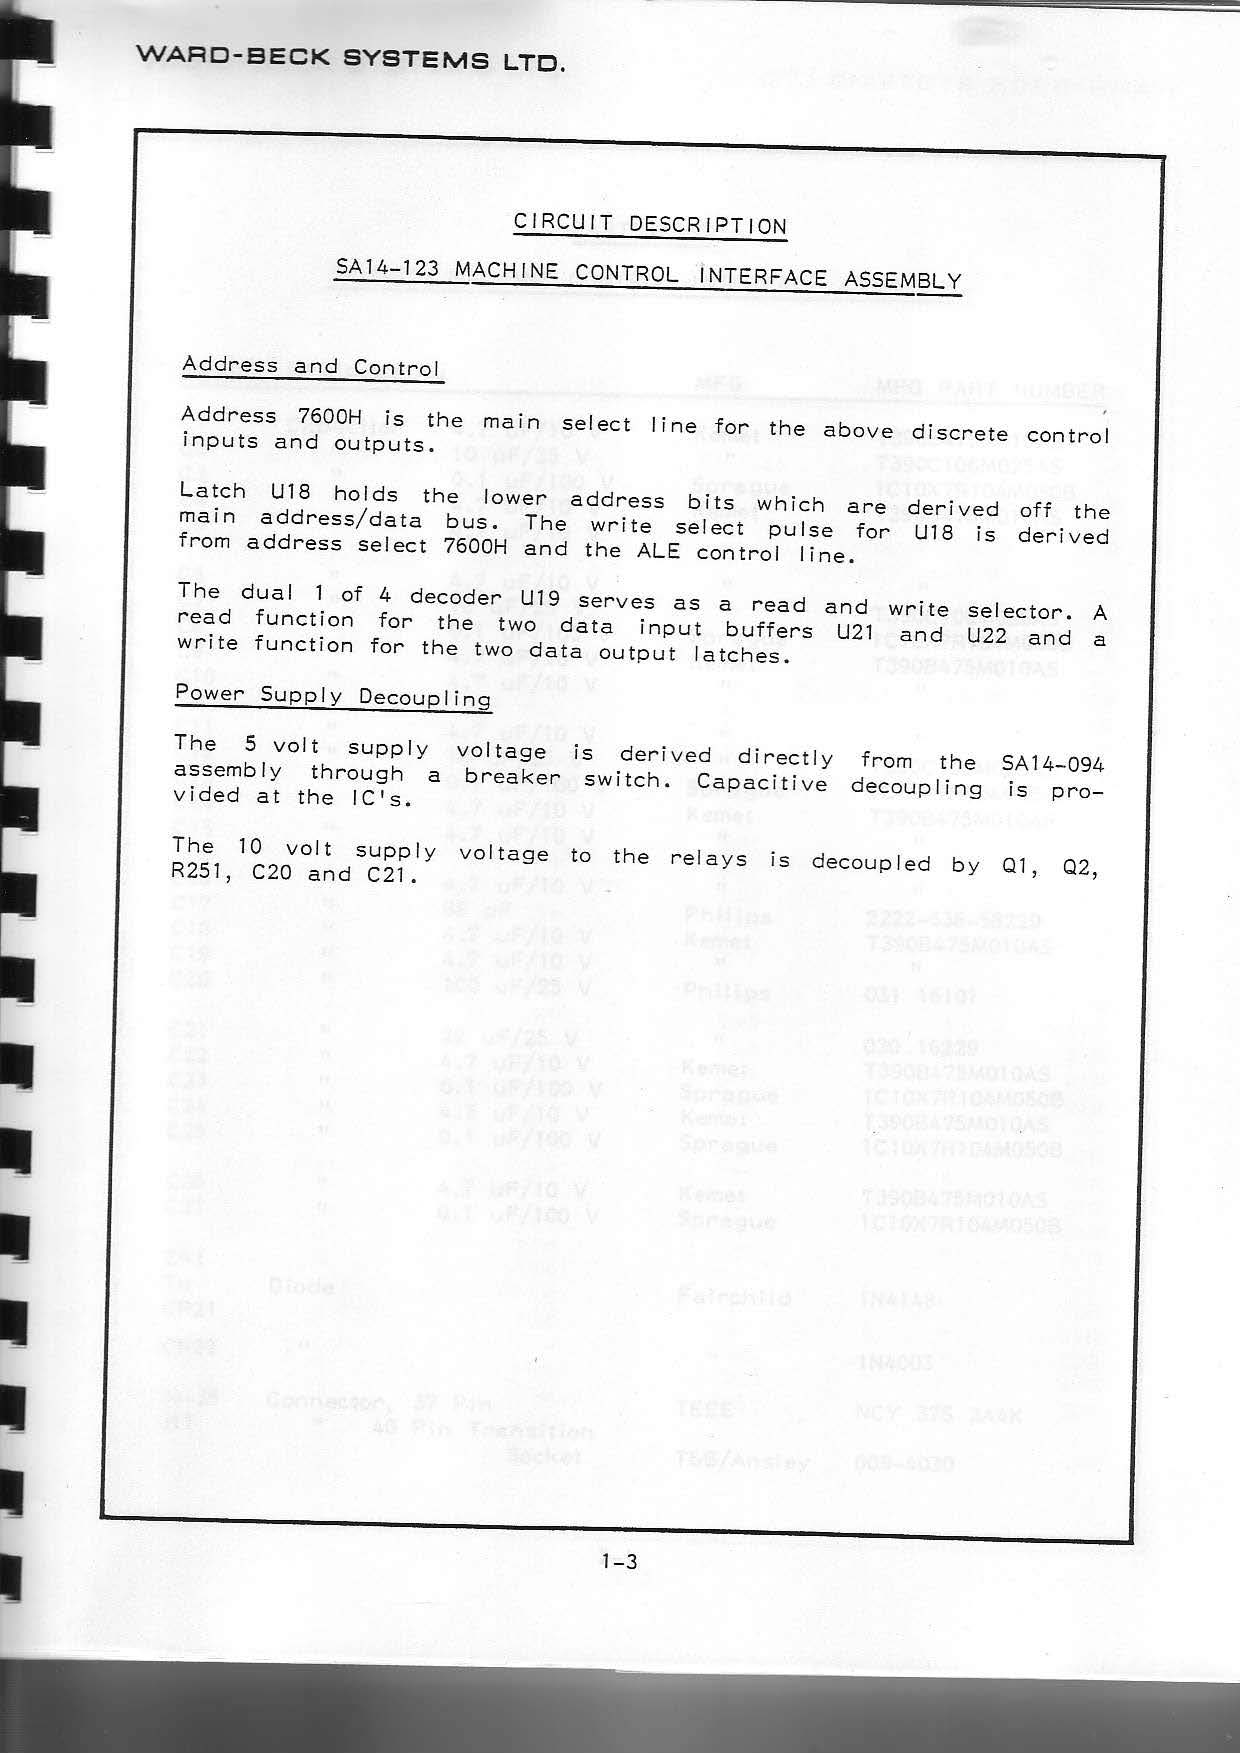 WARD-BECK SYSTEMS LTD.
CIRCUIT DESCRIPTION
SA14-123 MACHINE CONTROL INTERFACE ASSEMBLY
Address and Control
Address 7600H is the main select line for the above discrete control
inputs and outputs.
Latch U18 holds the lower address bits which are derived off the
main address/data bus. The write select pulse for U18 is derived
from address select 7600H and the ALE control line.
The dual 1 of 4 decoder U19 serves as a read and write selector. A
read function for the two data input buffers U21 and U22 and a
write function for the two data output latches.
Power Supply Decoupling
The 5 volt supply voltage is derived directly from the SA14-094
assembly through a breaker switch. Capacitive decoupling is pro-
vided at the IC's.
The 10 volt supply voltage to the relays is decoupled by Q1, Q2,
R251, C20 and C21.
1-3